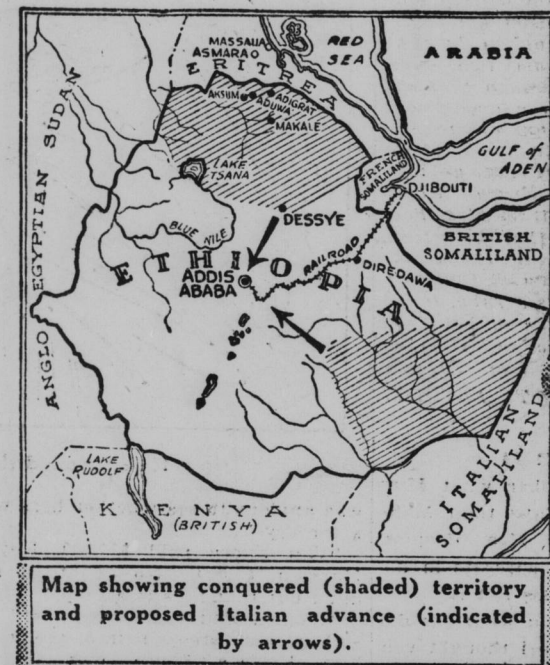 MASSAUA
ASMARA
RED
SEA
ARABIA
ERITREA
AKSUM
ADUWA
ADIGRAT
MAKALE
ANGLO EGYPTIAN SUDAN
LAKE
TSANA
FRENCH
SOMALILAND
GULF of
ADEN
DJIBOUTI
DESSYE
BLUE NILE
BRITISH
SOMALILAND
ETHIOPIA
RAILROAD
DIREDAWA
ADDIS
ABABA
ITALIAN
SOMALILAND
LAKE
RUDOLF
KENYA
(BRITISH)
Map showing conquered (shaded) territory
and proposed Italian advance (indicated
by arrows).